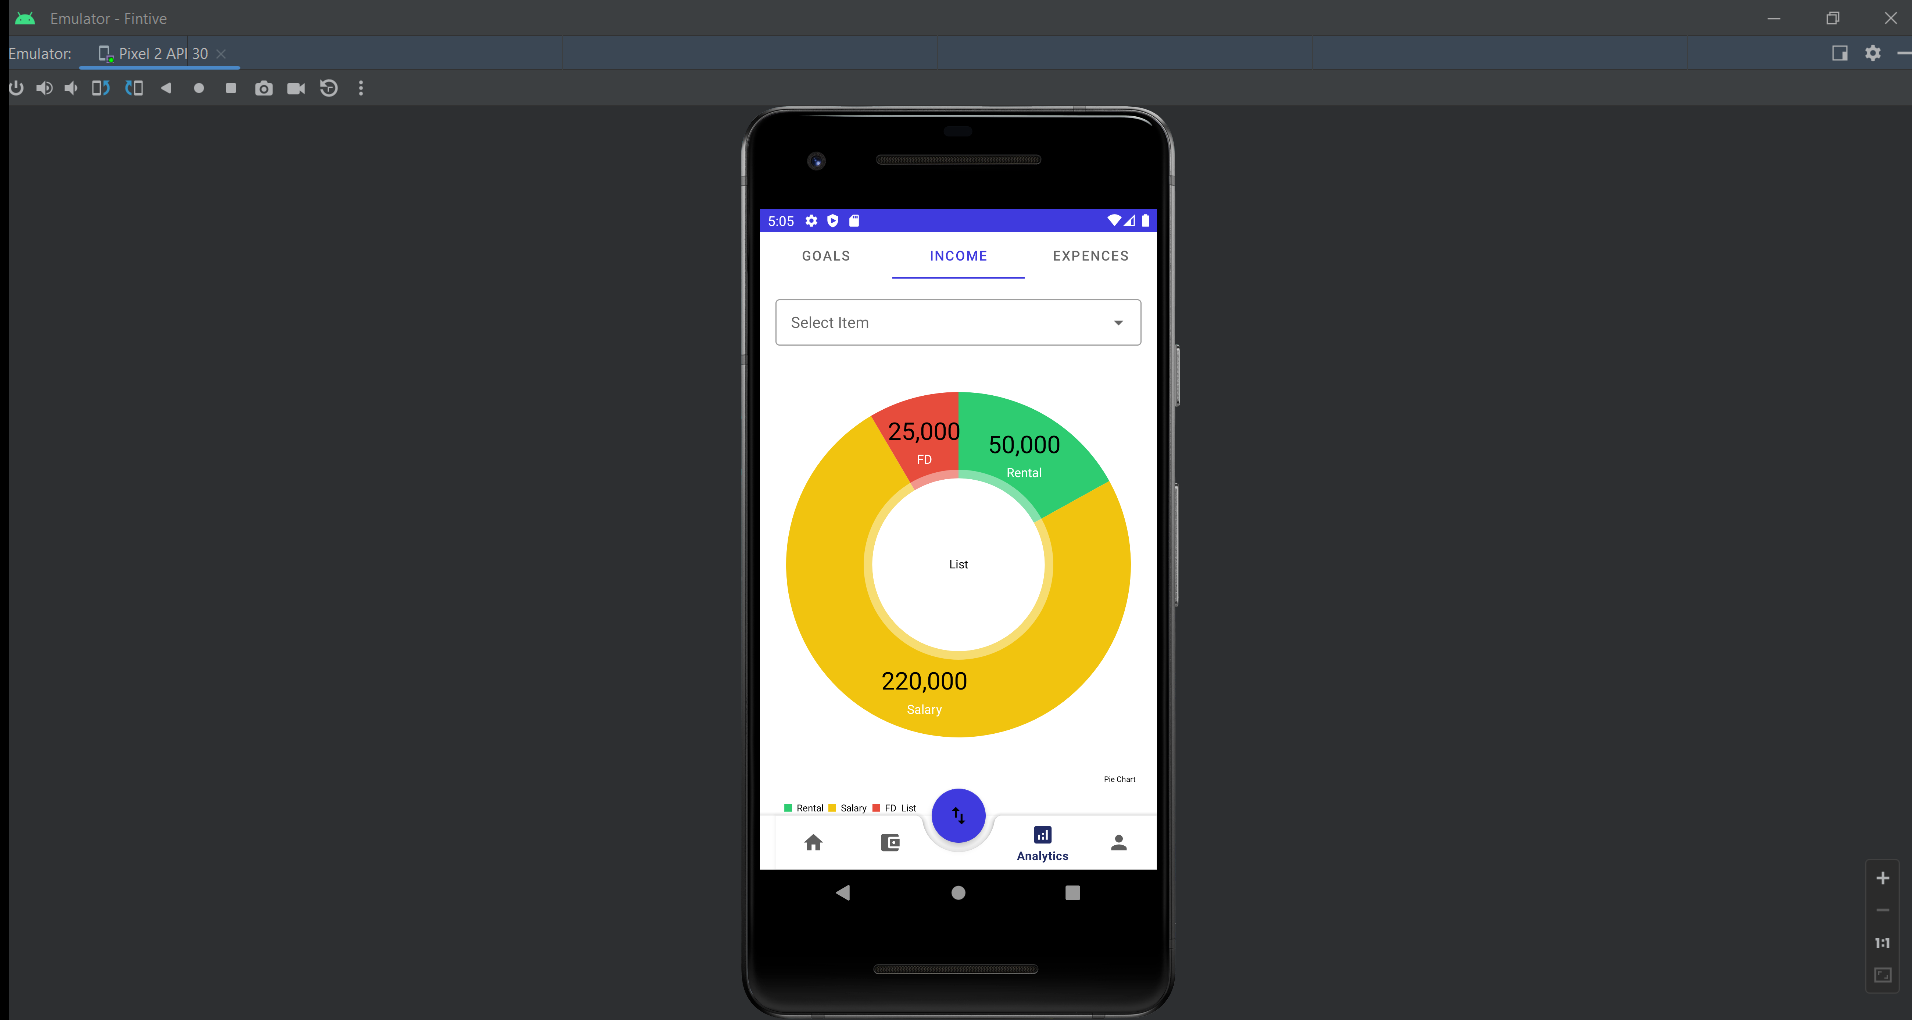 Emulator - Fintive
Emulator: Pixel 2 API 30
5:05
GOALS INCOME EXPENCES
Select Item
25,000
FD
50,000
Rental
List
220,000
Salary
Pie Chart
Rental Salary FD List
Analytics
1:1